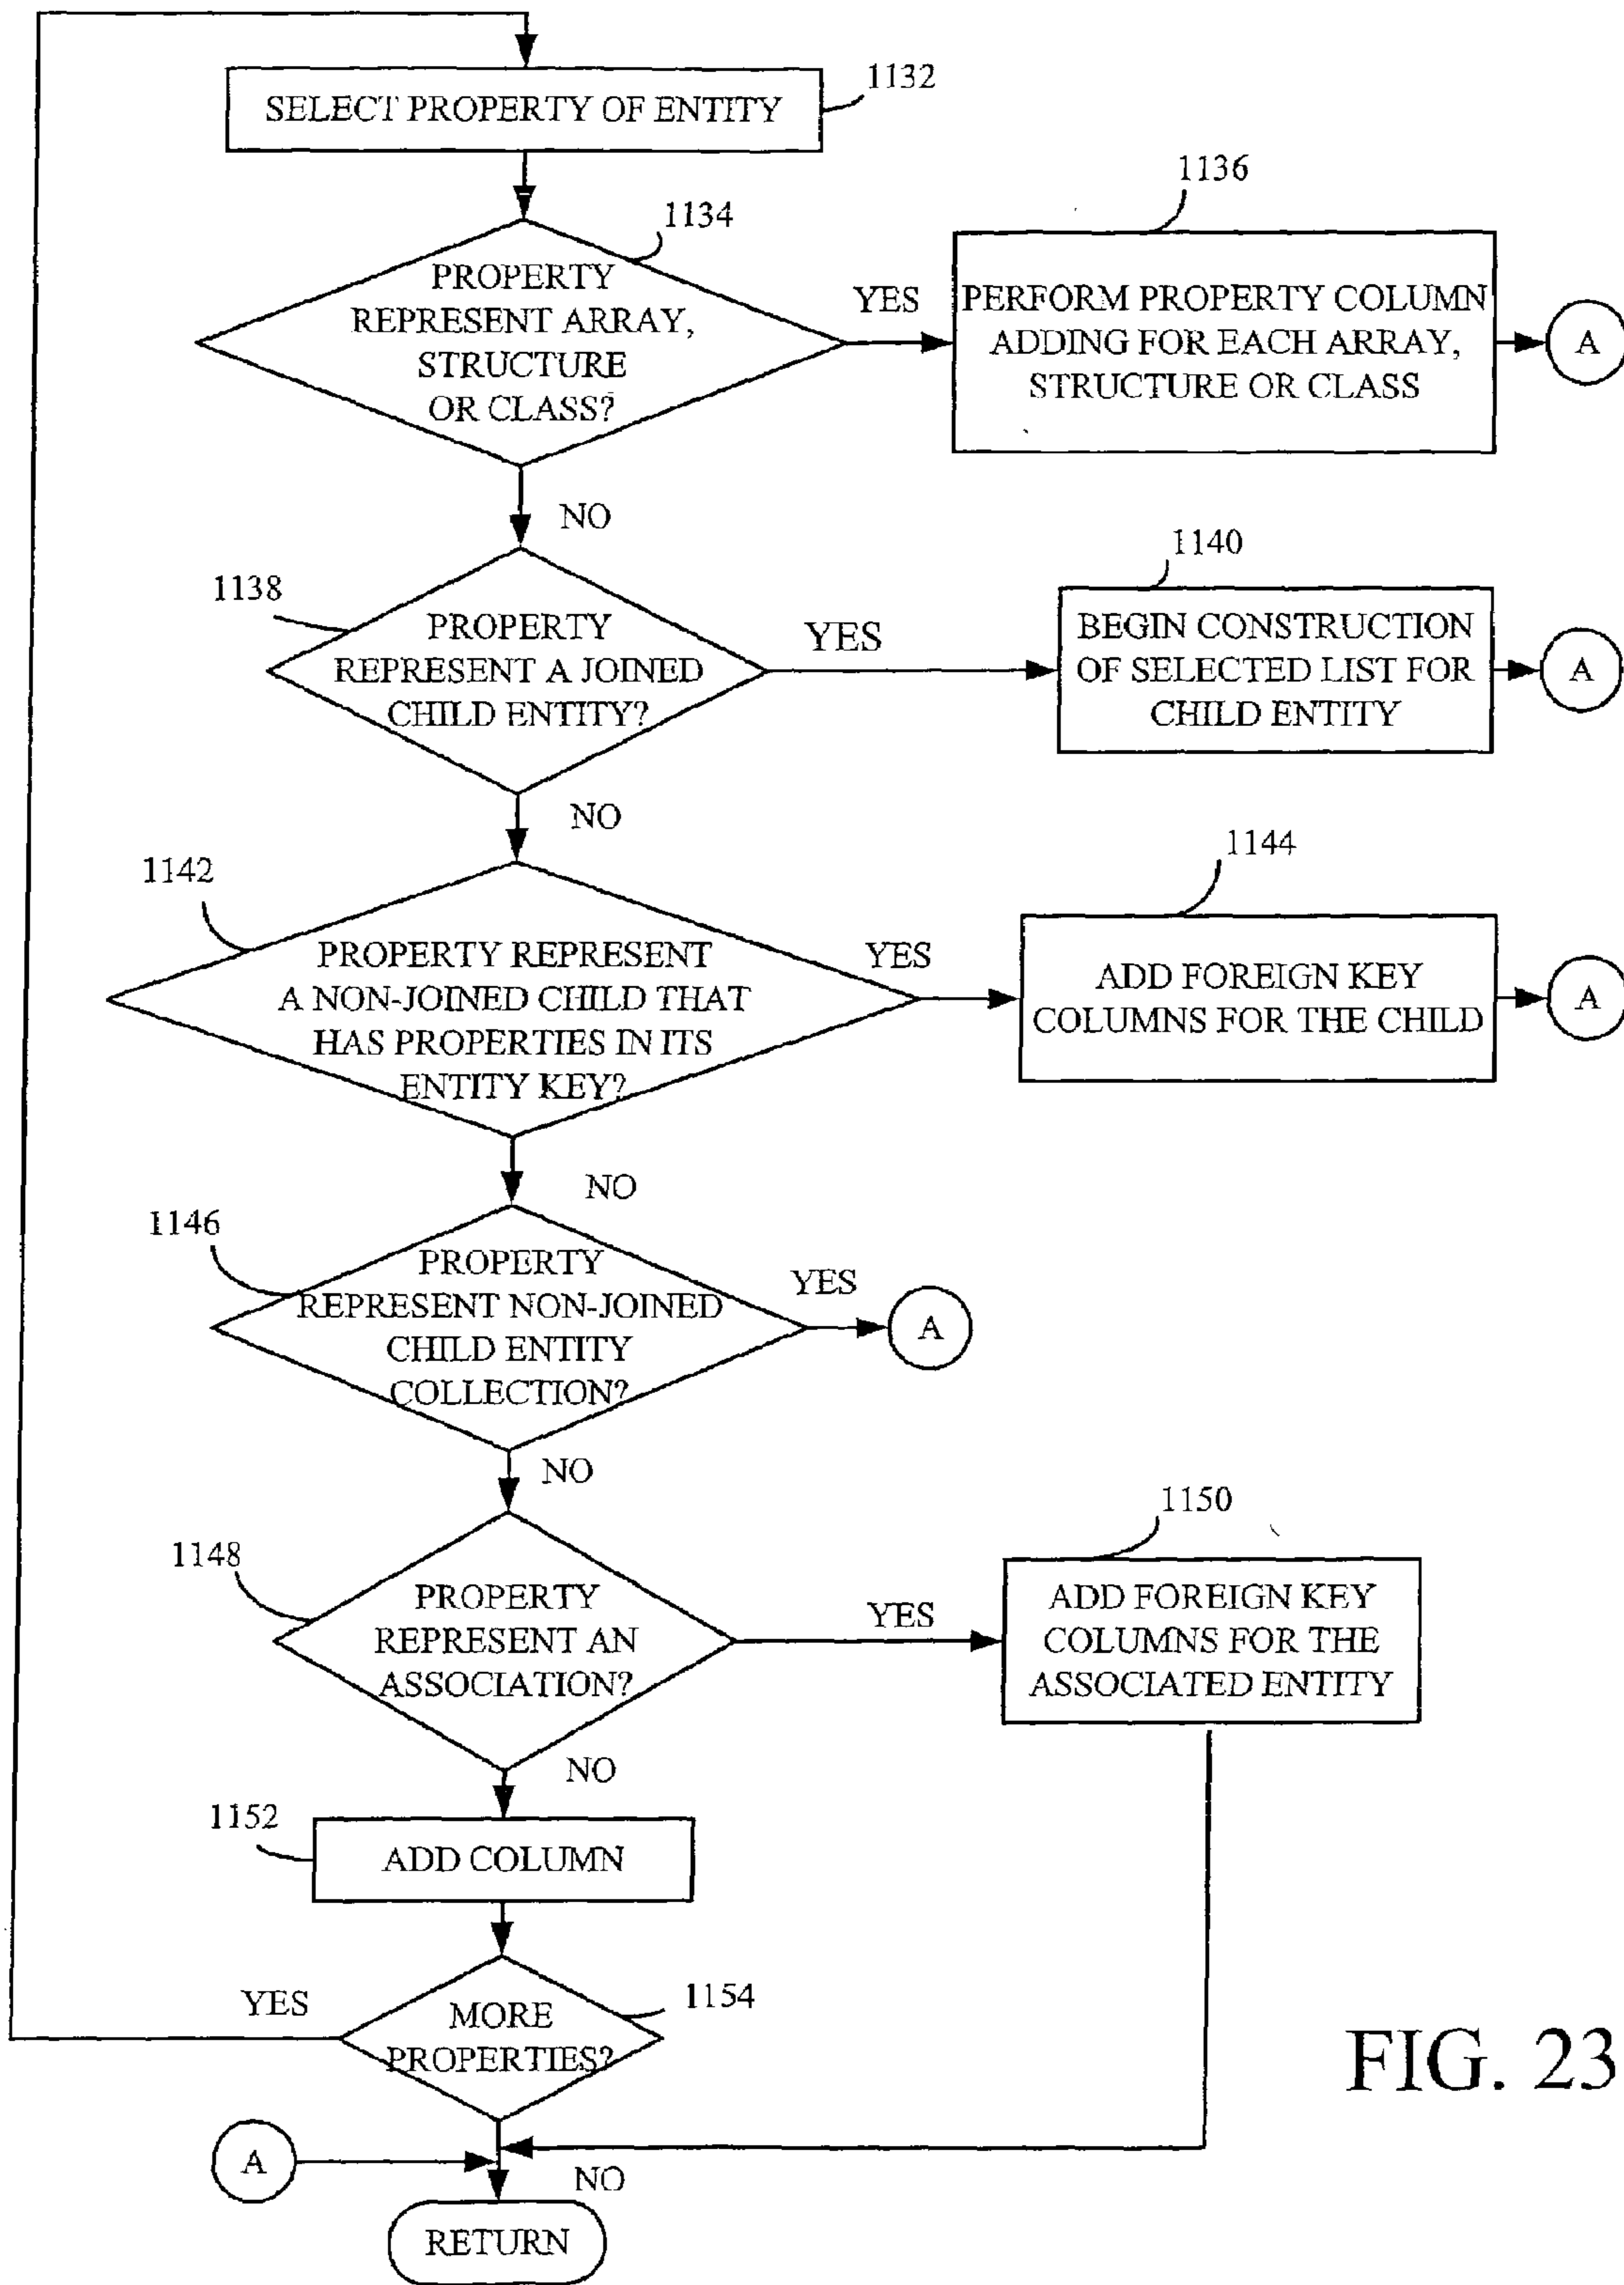 1132
SELECT PROPERTY OF ENTITY
1134
PROPERTY
REPRESENT ARRAY,
STRUCTURE
OR CLASS?
YES
1136
PERFORM PROPERTY COLUMN
ADDING FOR EACH ARRAY,
STRUCTURE OR CLASS
A
NO
1138
PROPERTY
REPRESENT A JOINED
CHILD ENTITY?
YES
1140
BEGIN CONSTRUCTION
OF SELECTED LIST FOR
CHILD ENTITY
A
NO
1142
PROPERTY REPRESENT
A NON-JOINED CHILD THAT
HAS PROPERTIES IN ITS
ENTITY KEY?
YES
1144
ADD FOREIGN KEY
COLUMNS FOR THE CHILD
A
NO
1146
PROPERTY
REPRESENT NON-JOINED
CHILD ENTITY
COLLECTION?
YES
A
NO
1148
PROPERTY
REPRESENT AN
ASSOCIATION?
YES
1150
ADD FOREIGN KEY
COLUMNS FOR THE
ASSOCIATED ENTITY
NO
1152
ADD COLUMN
1154
MORE
PROPERTIES?
YES
A
NO
RETURN
FIG. 23